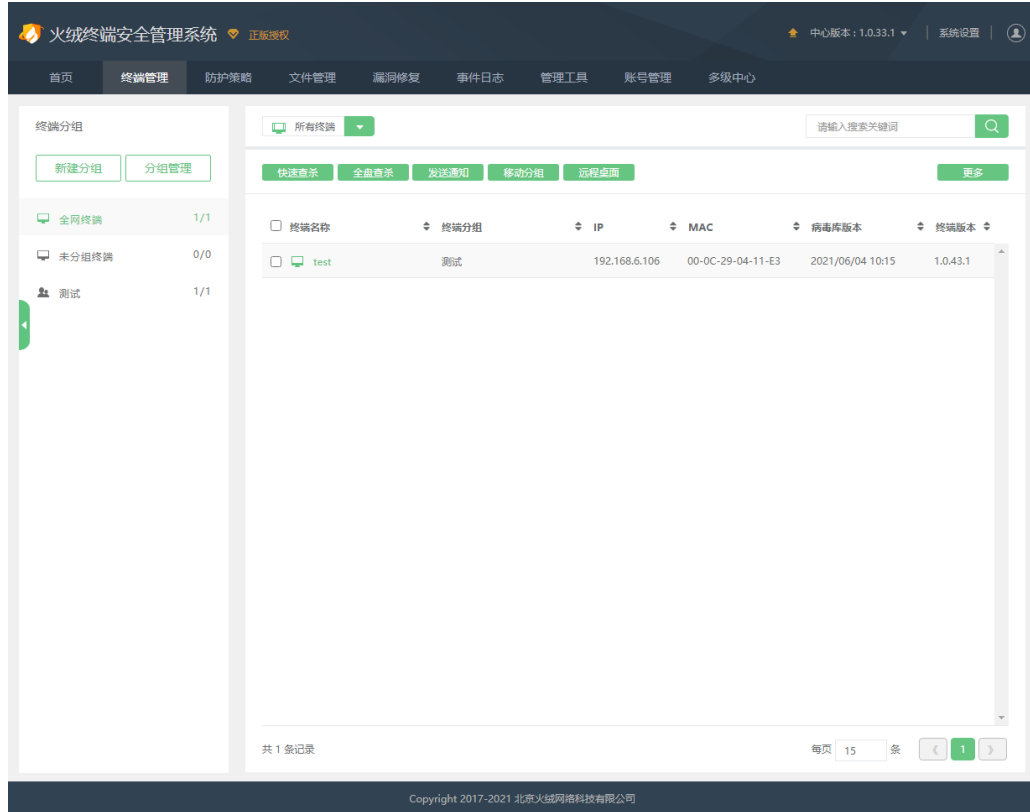 火绒终端安全管理系统 正版授权 中心版本：1.0.33.1 系统设置
首页 终端管理 防护策略 文件管理 漏洞修复 事件日志 管理工具 账号管理 多级中心
终端分组
新建分组 分组管理
全网终端 1/1
未分组终端 0/0
测试 1/1
所有终端 请输入搜索关键词
快速查杀 全盘查杀 发送通知 移动分组 远程桌面 更多
终端名称 终端分组 IP MAC 病毒库版本 终端版本
test 测试 192.168.6.106 00-0C-29-04-11-E3 2021/06/04 10:15 1.0.43.1
共 1 条记录 每页 15 条 1
Copyright 2017-2021 北京火绒网络科技有限公司